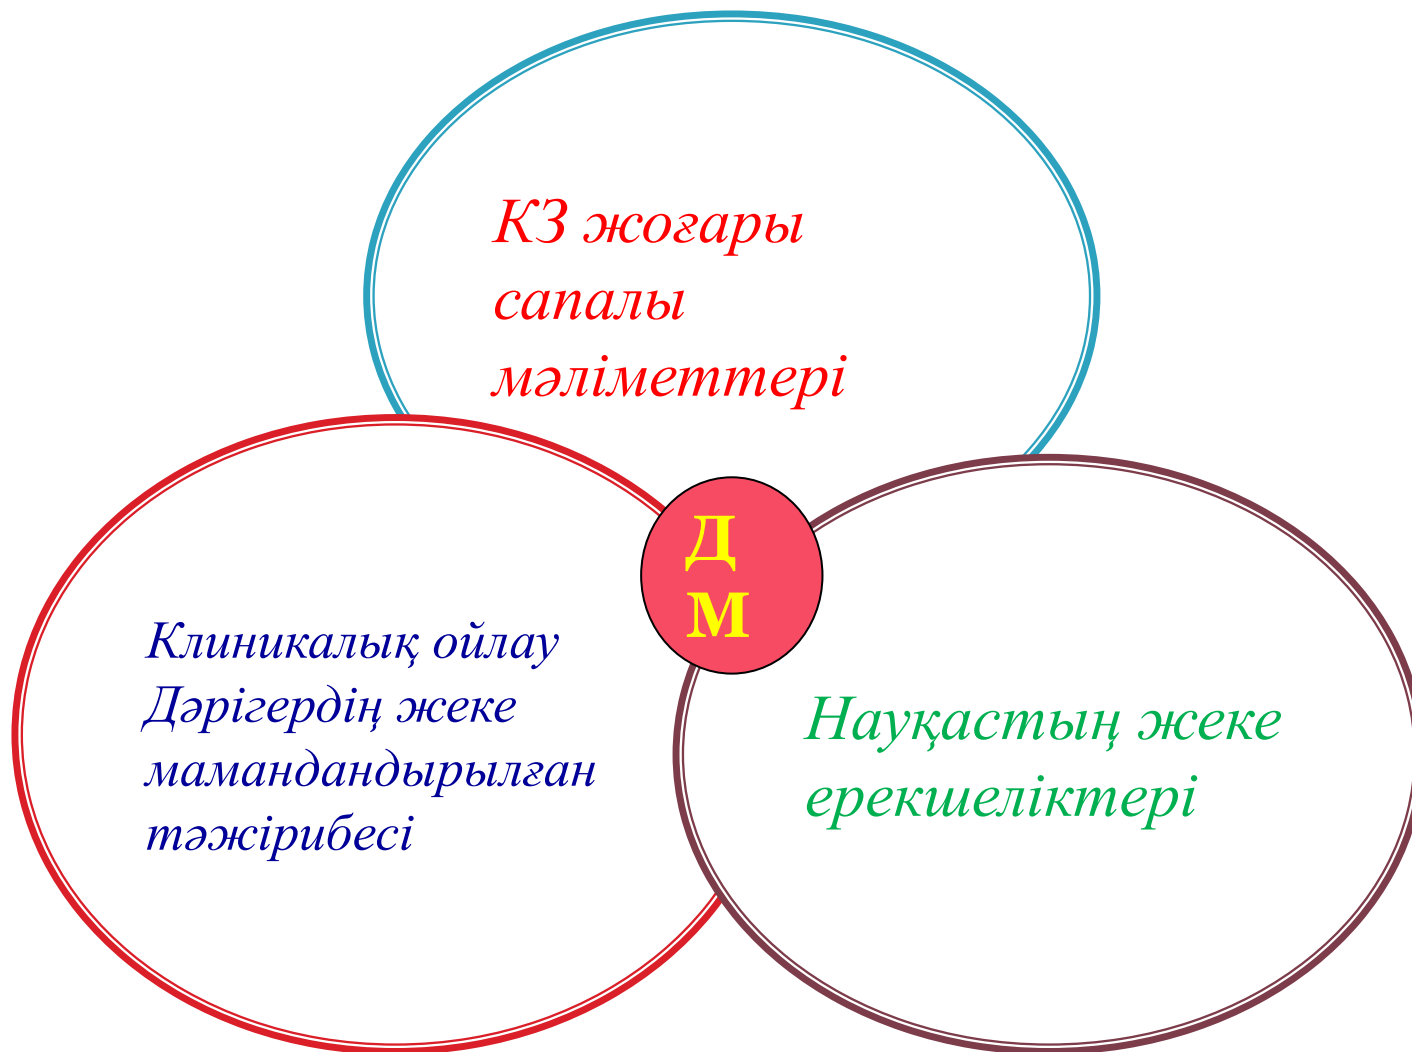 КЗ жоғары
сапалы
мәліметтері
Д
М
Клиникалық ойлау
Дәрігердің жеке
мамандандырылған
тәжірибесі
Науқастың жеке
ерекшеліктері